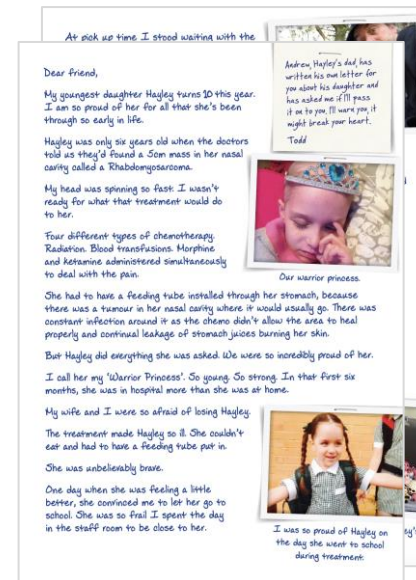 At pick up time I stood waiting with the
Dear friend,
My youngest daughter Hayley turns 10 this year.
I am so proud of her for all that she's been
through so early in life.
Hayley was only six years old when the doctors
told us they'd found a 5cm mass in her nasal
cavity called a Rhabdomyosarcoma.
My head was spinning so fast. I wasn't
ready for what that treatment would do
to her.
Four different types of chemotherapy.
Radiation. Blood transfusions. Morphine
and ketamine administered simultaneously
to deal with the pain.
She had to have a feeding tube installed through her stomach, because
there was a tumour in her nasal cavity where it would usually go. There was
constant infection around it as the chemo didn't allow the area to heal
properly and continual leakage of stomach juices burning her skin.
But Hayley did everything she was asked. We were so incredibly proud of her.
I call her my 'Warrior Princess'. So young. So strong. In that first six
months, she was in hospital more than she was at home.
My wife and I were so afraid of losing Hayley.
The treatment made Hayley so ill. She couldn't
eat and had to have a feeding tube put in.
She was unbelievably brave.
One day when she was feeling a little
better, she convinced me to let her go to
school. She was so frail I spent the day
in the staff room to be close to her.
Andrew, Hayley's dad, has
written his own letter for
you about his daughter and
has asked me if I'll pass
it on to you. I'll warn you, it
might break your heart.
Todd
Our warrior princess.
I was so proud of Hayley on
the day she went to school
during treatment.